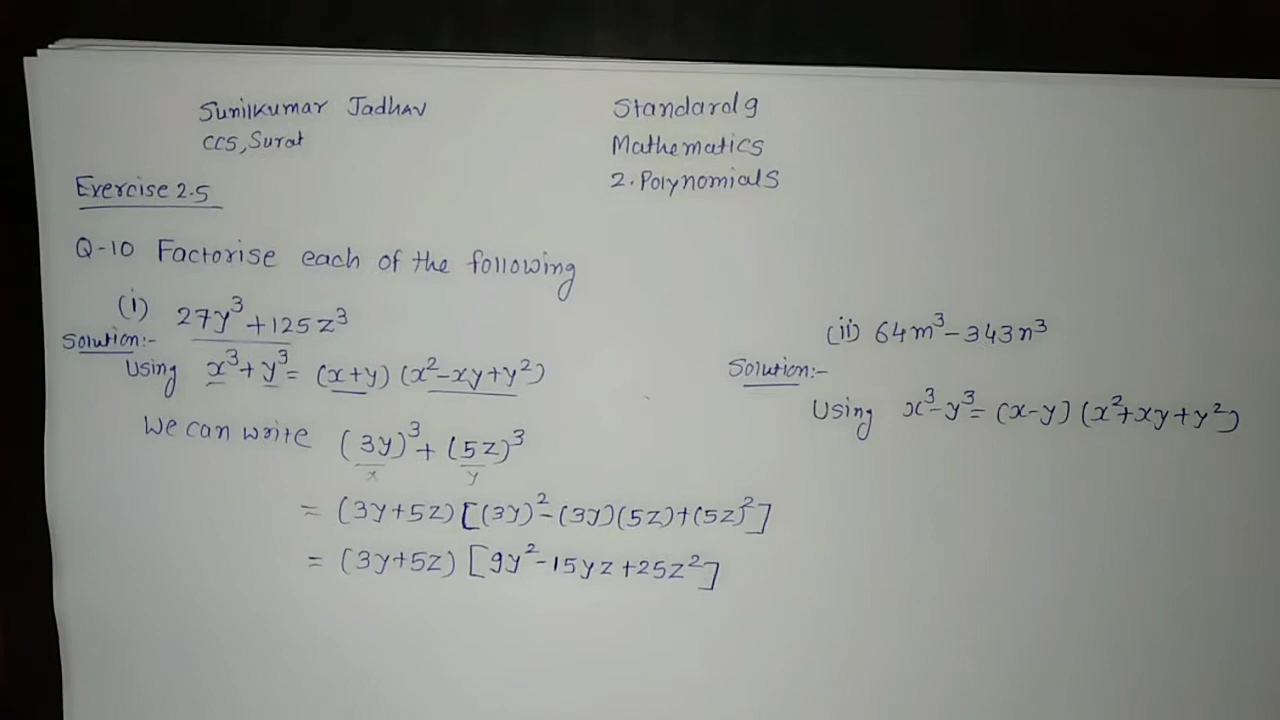 Sunilkumar Jadhav
CCS, Surat
Standard 9
Mathematics
2. Polynomials
Exercise 2.5
Q-10 Factorise each of the following
(i) 27y³ + 125z³
Solution:-
Using x³ + y³ = (x+y) (x²-xy+y²)
We can write (3y)³ + (5z)³
x y
= (3y+5z) [(3y)² - (3y)(5z) + (5z)²]
= (3y+5z) [9y² - 15yz + 25z²]
(ii) 64m³ - 343n³
Solution:-
Using x³-y³ = (x-y) (x²+xy+y²)